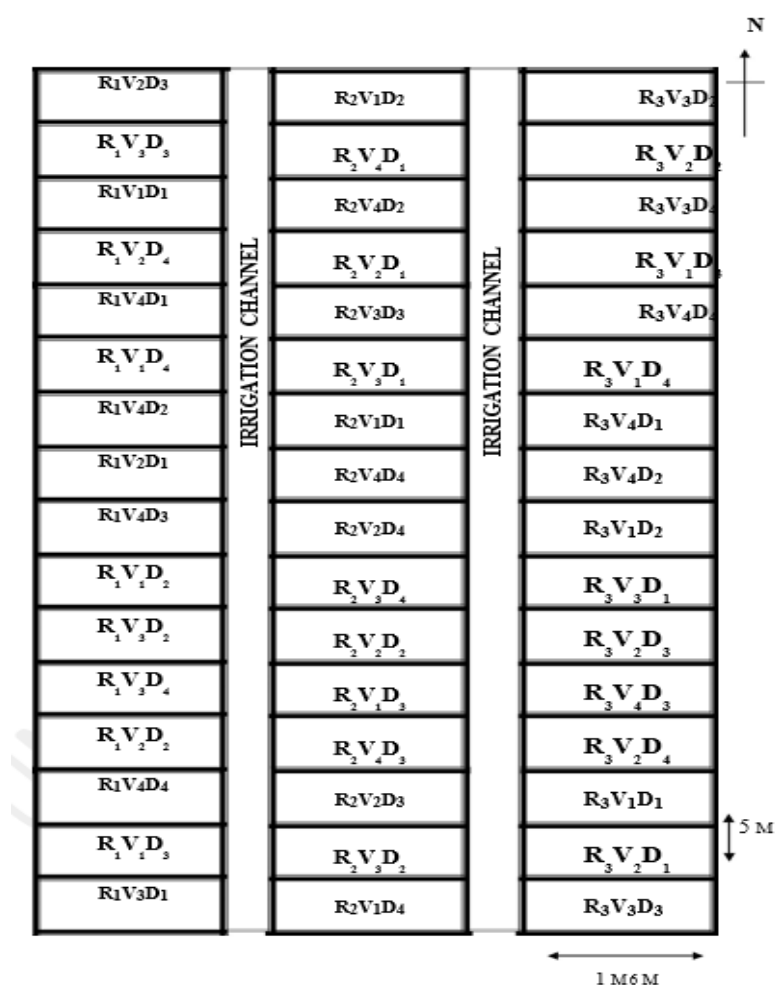 N
R1V2D3
R1V3D3
R1V1D1
R1V2D4
R1V4D1
R1V1D4
R1V4D2
R1V2D1
R1V4D3
R1V1D2
R1V3D2
R1V3D4
R1V2D2
R1V4D4
R1V1D3
R1V3D1
IRRIGATION CHANNEL
R2V1D2
R2V4D1
R2V4D2
R2V2D1
R2V3D3
R2V3D1
R2V1D1
R2V4D4
R2V2D4
R2V3D4
R2V2D2
R2V1D3
R2V4D3
R2V2D3
R2V3D2
R2V1D4
IRRIGATION CHANNEL
R3V3D2
R3V2D2
R3V3D4
R3V1D3
R3V4D4
R3V1D4
R3V4D1
R3V4D2
R3V1D2
R3V3D1
R3V2D3
R3V4D3
R3V2D4
R3V1D1
R3V2D1
R3V3D3
5 M
1 M6 M